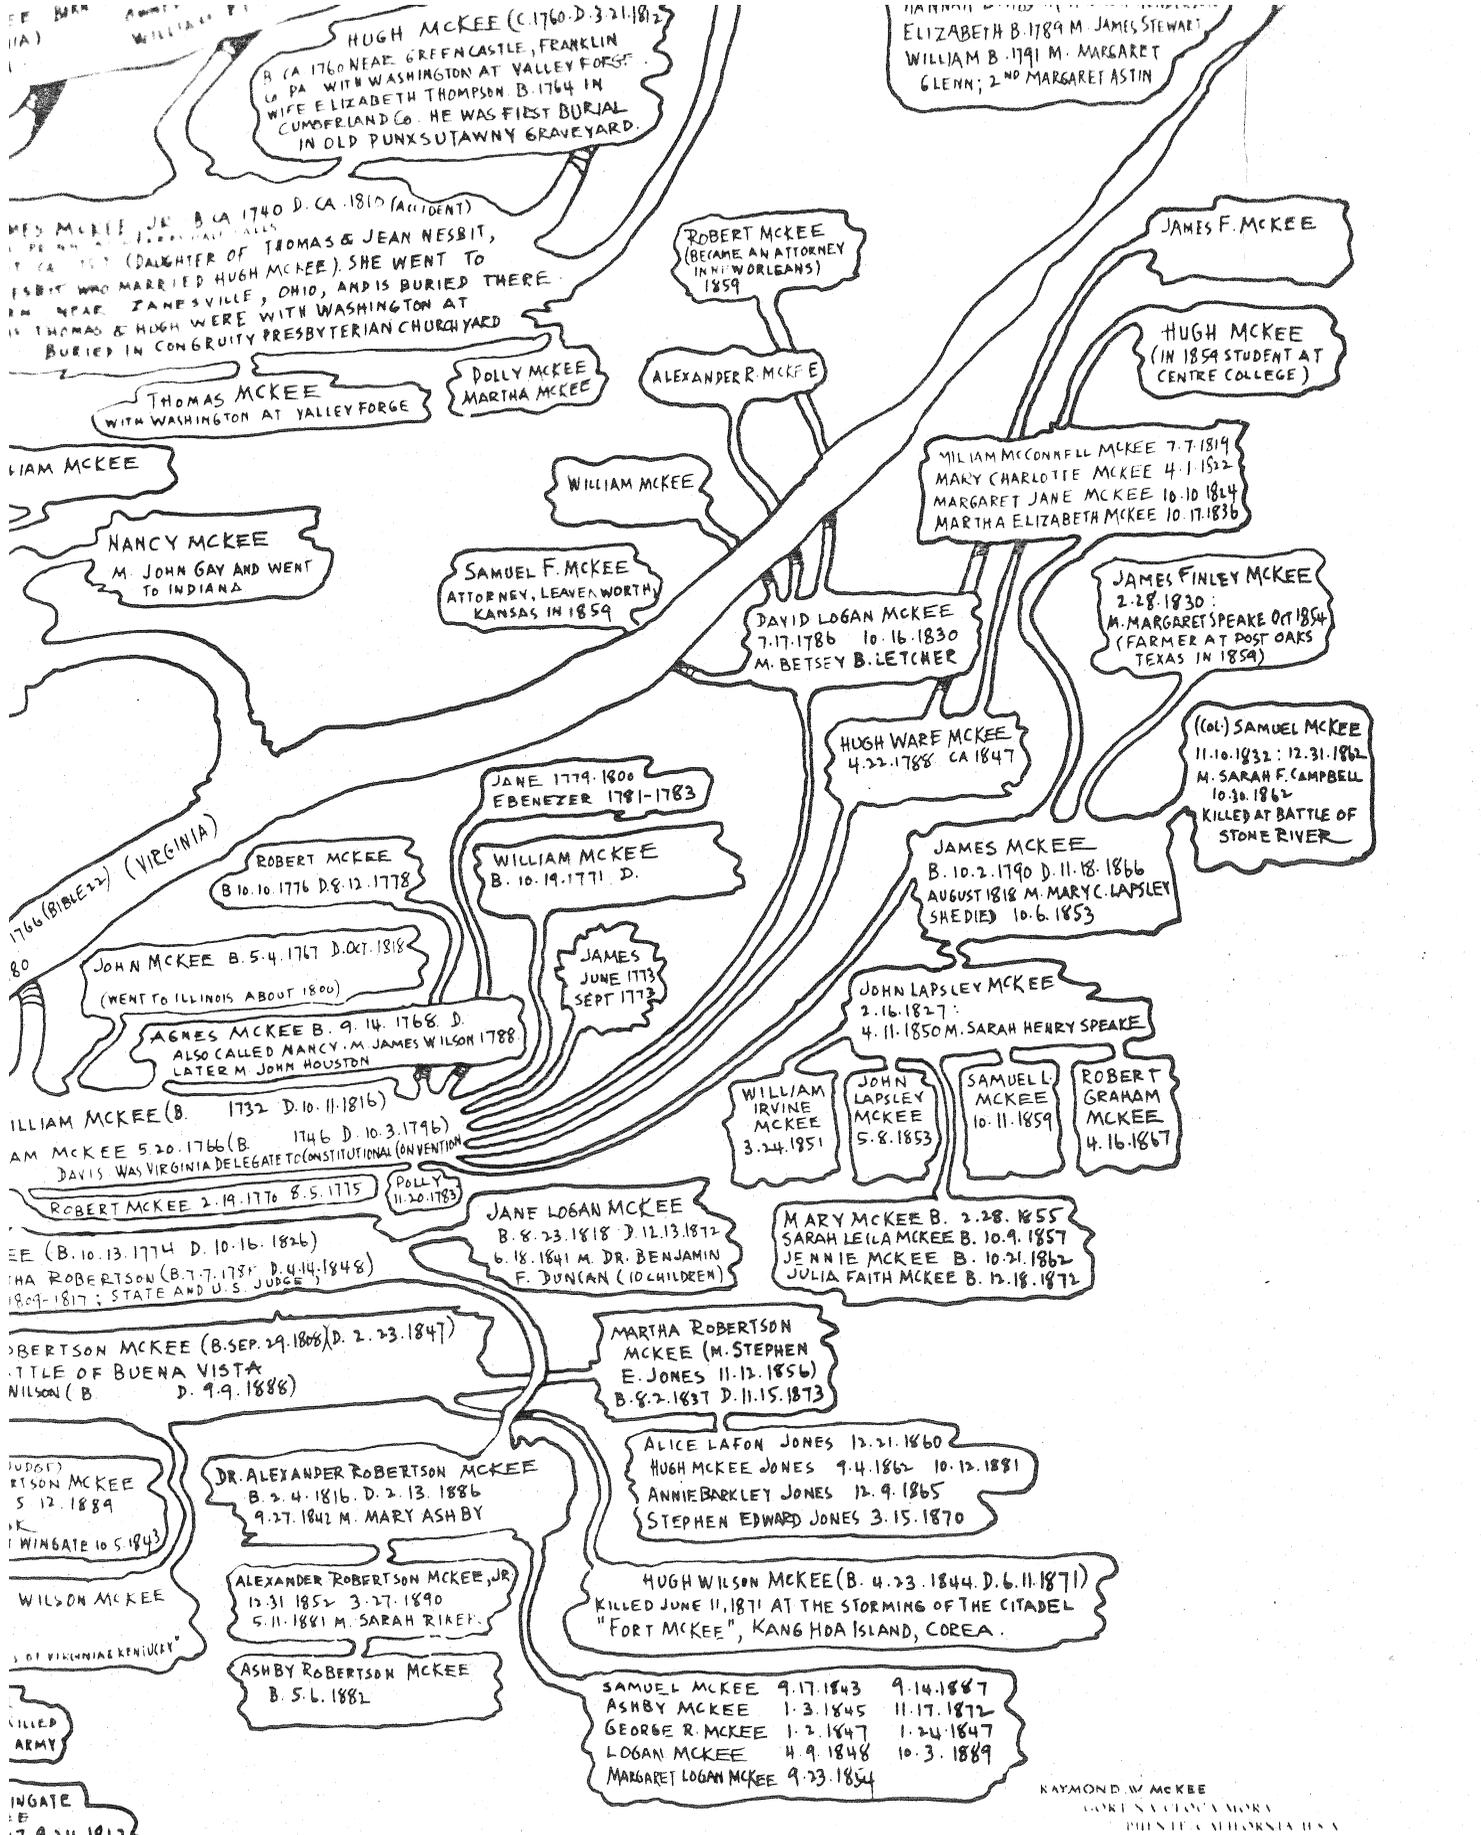 HUGH MCKEE (C.1760-D.3.21.1812)
B. CA 1760 NEAR GREENCASTLE, FRANKLIN
CO PA WITH WASHINGTON AT VALLEY FORGE.
WIFE ELIZABETH THOMPSON B. 1764 IN
CUMBERLAND CO. HE WAS FIRST BURIAL
IN OLD PUNXSUTAWNY GRAVEYARD.
ELIZABETH B. 1789 M. JAMES STEWART
WILLIAM B. 1791 M. MARGARET
GLENN; 2ND MARGARET ASTIN
MCKEE, JR. B. CA 1740 D. CA. 1810 (ACCIDENT)
(DAUGHTER OF THOMAS & JEAN NESBIT,
WHO MARRIED HUGH MCKEE). SHE WENT TO
NEAR ZANESVILLE, OHIO, AND IS BURIED THERE
THOMAS & HUGH WERE WITH WASHINGTON AT
BURIED IN CONGRUITY PRESBYTERIAN CHURCHYARD
THOMAS MCKEE
WITH WASHINGTON AT VALLEY FORGE
DOLLY MCKEE
MARTHA MCKEE
ROBERT MCKEE
(BECAME AN ATTORNEY
IN NEW ORLEANS)
1859
ALEXANDER R. MCKEE
JAMES F. MCKEE
HUGH MCKEE
(IN 1859 STUDENT AT
CENTRE COLLEGE)
LIAM MCKEE
WILLIAM MCKEE
MILIAM MCCONNELL MCKEE 7.7.1819
MARY CHARLOTTE MCKEE 4.1.1822
MARGARET JANE MCKEE 10.10 1824
MARTHA ELIZABETH MCKEE 10.17.1836
NANCY MCKEE
M. JOHN GAY AND WENT
TO INDIANA
SAMUEL F. MCKEE
ATTORNEY, LEAVENWORTH,
KANSAS IN 1859
DAVID LOGAN MCKEE
7.17.1786 10.16.1830
M. BETSEY B. LETCHER
JAMES FINLEY MCKEE
2.28.1830:
M. MARGARET SPEAKE OCT 1854
(FARMER AT POST OAKS
TEXAS IN 1859)
HUGH WARE MCKEE
4.22.1788 CA 1847
(COL.) SAMUEL MCKEE
11.10.1832: 12.31.1862
M. SARAH F. CAMPBELL
10.30.1862
KILLED AT BATTLE OF
STONE RIVER
JANE 1779-1800
EBENEZER 1781-1783
1766 (BIBLE 22) (VIRGINIA)
80
ROBERT MCKEE
B 10.10.1776 D.8.12.1778
WILLIAM MCKEE
B. 10.19.1771 D.
JAMES MCKEE
B. 10.2.1790 D. 11.18.1866
AUGUST 1818 M. MARY C. LAPSLEY
SHE DIED 10.6.1853
JOHN MCKEE B. 5.4.1767 D.OCT.1818
(WENT TO ILLINOIS ABOUT 1800)
JAMES
JUNE 1773
SEPT 1773
AGNES MCKEE B. 9.14.1768. D.
ALSO CALLED NANCY. M. JAMES WILSON 1788
LATER M. JOHN HOUSTON
JOHN LAPSLEY MCKEE
2.16.1827:
4.11.1850 M. SARAH HENRY SPEAKE
WILLIAM
IRVINE
MCKEE
3.24.1851
JOHN
LAPSLEY
MCKEE
5.8.1853
SAMUEL L.
MCKEE
10.11.1859
ROBERT
GRAHAM
MCKEE
4.16.1867
ILLIAM MCKEE (B. 1732 D.10.11.1816)
AM MCKEE 5.20.1766 (B. 1746 D. 10.3.1796)
DAVIS WAS VIRGINIA DELEGATE TO CONSTITUTIONAL CONVENTION
ROBERT MCKEE 2.19.1770 8.5.1775
POLLY
11.20.1783
JANE LOGAN MCKEE
B. 8.23.1818 D.12.13.1872
6.18.1841 M. DR. BENJAMIN
F. DUNCAN (10 CHILDREN)
MARY MCKEE B. 2.28.1855
SARAH LEILA MCKEE B. 10.9.1857
JENNIE MCKEE B. 10.21.1862
JULIA FAITH MCKEE B. 12.18.1872
EE (B.10.13.1774 D. 10.16.1826)
THA ROBERTSON (B.7.7. D.4.14.1848)
1809-1817; STATE AND U.S. JUDGE,
OBERTSON MCKEE (B.SEP.29.1808)(D. 2.23.1847)
TTLE OF BUENA VISTA
WILSON (B. D. 9.9.1888)
MARTHA ROBERTSON
MCKEE (M. STEPHEN
E. JONES 11.12.1856)
B.8.2.1837 D.11.15.1873
ALICE LAFON JONES 12.21.1860
HUGH MCKEE JONES 9.4.1862 10.12.1881
ANNIE BARKLEY JONES 12.9.1865
STEPHEN EDWARD JONES 3.15.1870
JUDGE)
RTSON MCKEE
5 12.1889
WINGATE 10.5.1843
DR. ALEXANDER ROBERTSON MCKEE
B. 2.4.1816. D. 2.13.1886
9.27.1842 M. MARY ASHBY
ALEXANDER ROBERTSON MCKEE, JR
12.31 1852 3.27.1890
5.11.1881 M. SARAH RIKER.
HUGH WILSON MCKEE (B. 4.23.1844. D.6.11.1871)
KILLED JUNE 11, 1871 AT THE STORMING OF THE CITADEL
"FORT MCKEE", KANG HOA ISLAND, COREA.
WILSON MCKEE
S OF VIRGINIA & KENTUCKY"
ASHBY ROBERTSON MCKEE
B. 5.6.1882
SAMUEL MCKEE 9.17.1843 9.14.1887
ASHBY MCKEE 1.3.1845 11.17.1872
GEORGE R. MCKEE 1.2.1847 1.24.1847
LOGAN MCKEE 4.9.1848 10.3.1889
MARGARET LOGAN MCKEE 9.23.1854
KILLED
ARMY
INGATE
RAYMOND W MCKEE